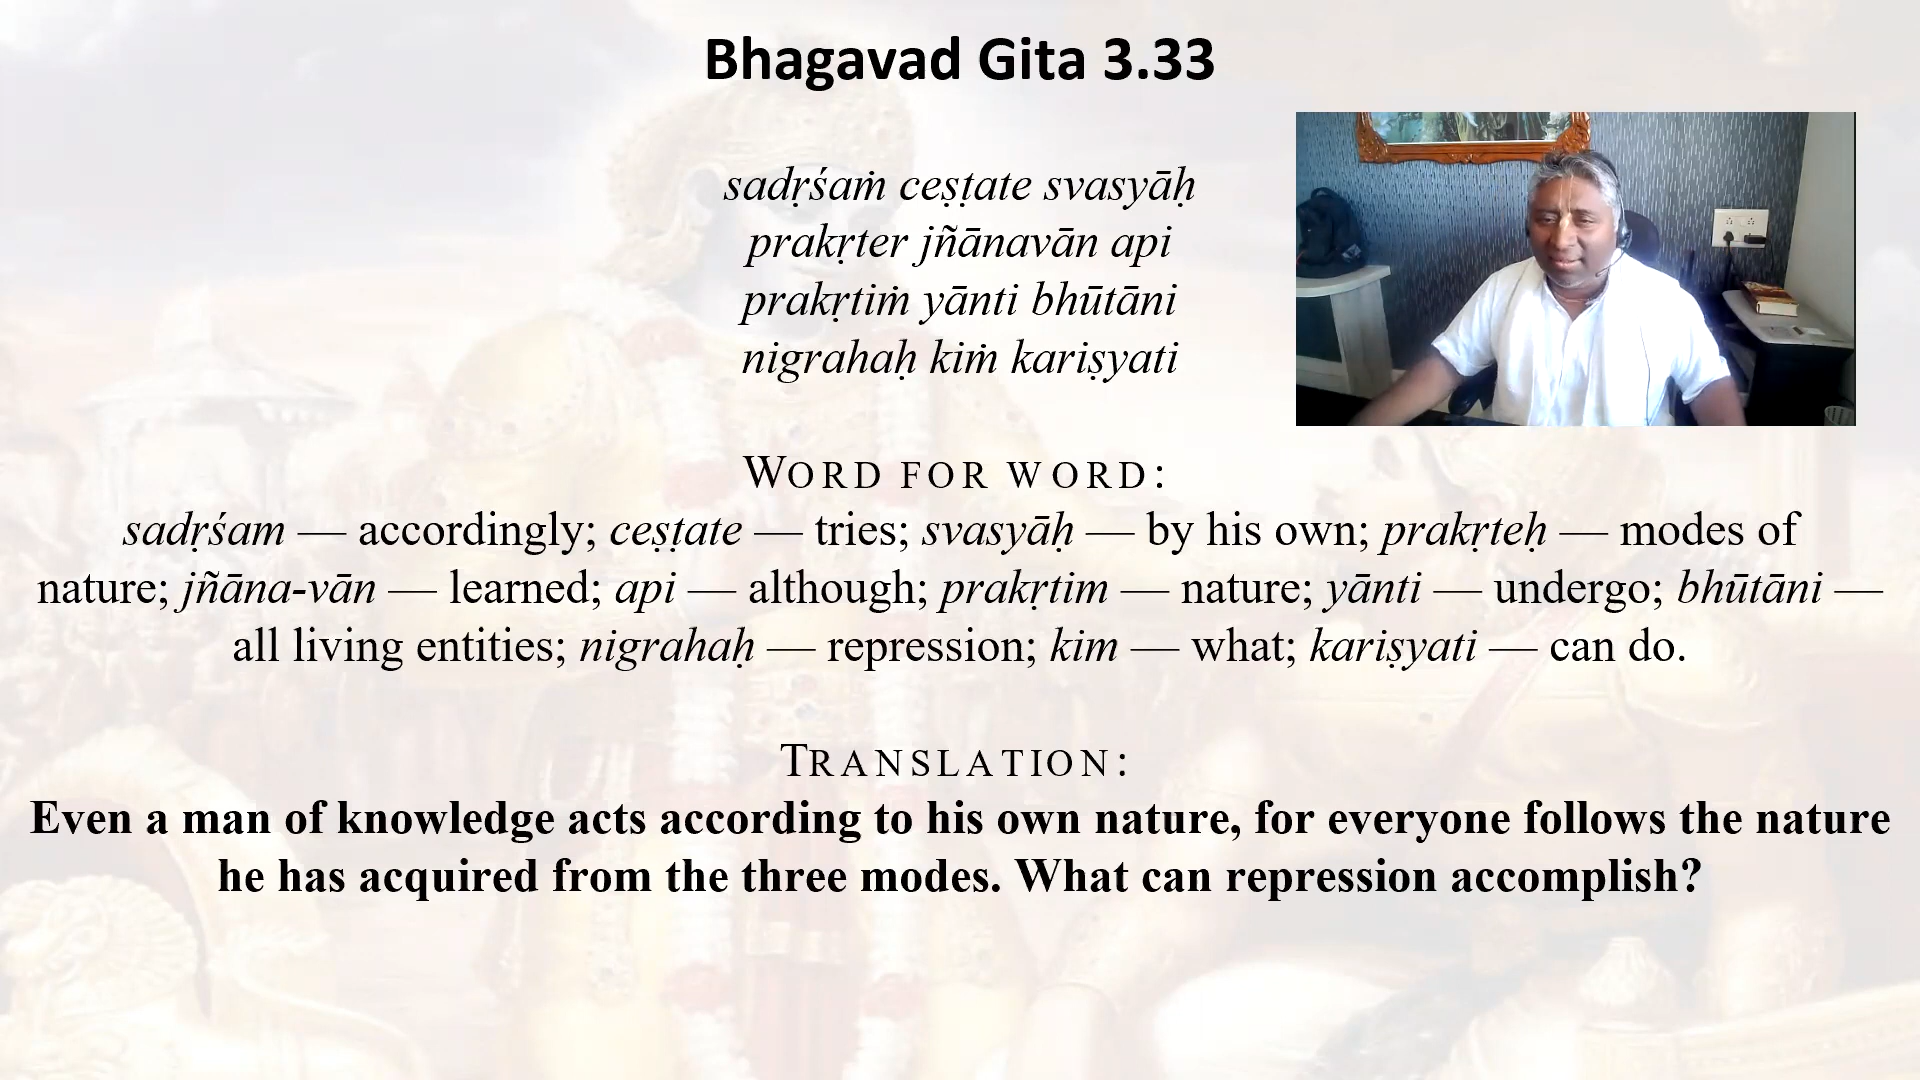 Bhagavad Gita 3.33
sadṛśaṁ ceṣṭate svasyāḥ
prakṛter jñānavān api
prakṛtiṁ yānti bhūtāni
nigrahaḥ kiṁ kariṣyati
WORD FOR WORD:
sadṛśam — accordingly; ceṣṭate — tries; svasyāḥ — by his own; prakṛteḥ — modes of
nature; jñāna-vān — learned; api — although; prakṛtim — nature; yānti — undergo; bhūtāni —
all living entities; nigrahaḥ — repression; kim — what; kariṣyati — can do.
TRANSLATION:
Even a man of knowledge acts according to his own nature, for everyone follows the nature
he has acquired from the three modes. What can repression accomplish?